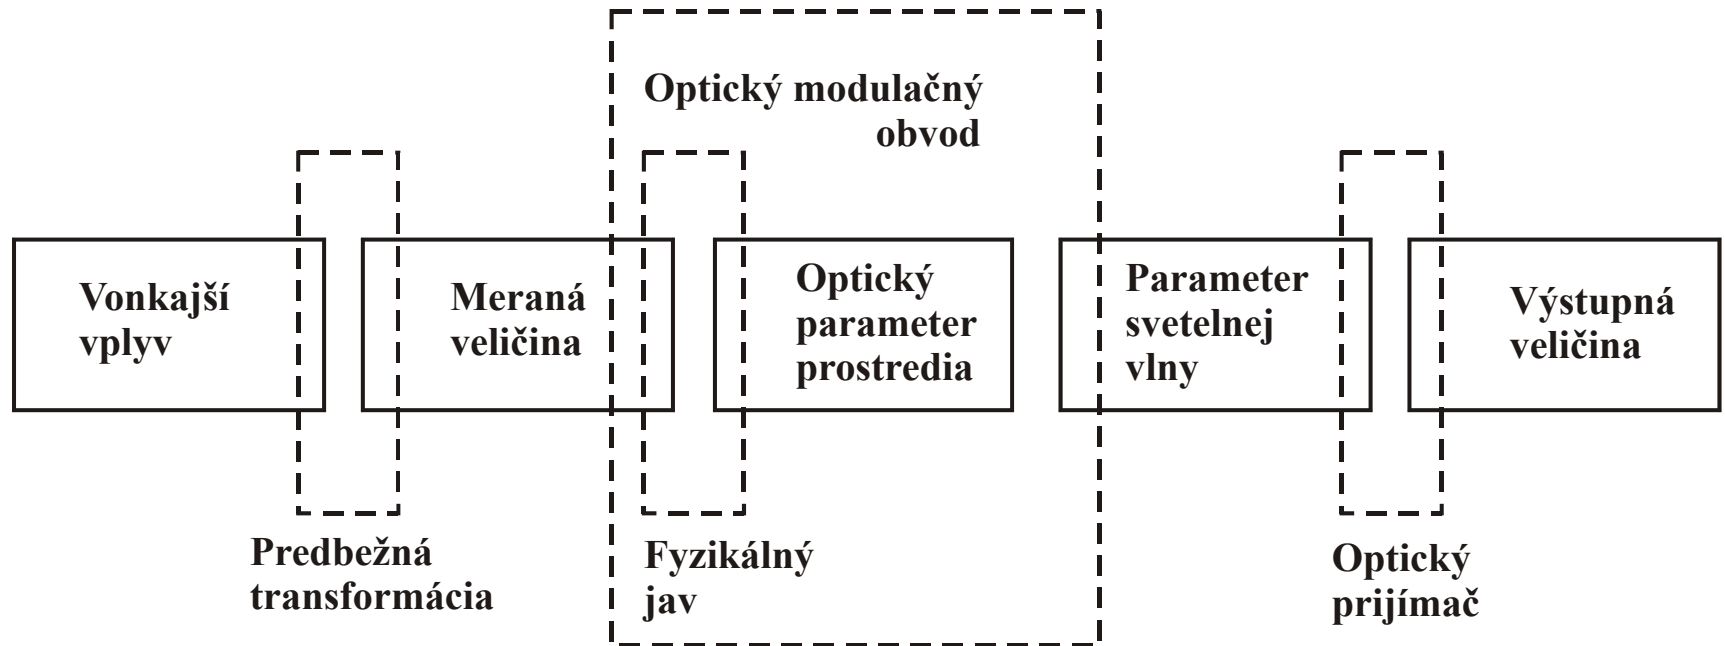 Optický modulačný
obvod
Vonkajší
vplyv
Meraná
veličina
Optický
parameter
prostredia
Parameter
svetelnej
vlny
Výstupná
veličina
Predbežná
transformácia
Fyzikálný
jav
Optický
prijímač